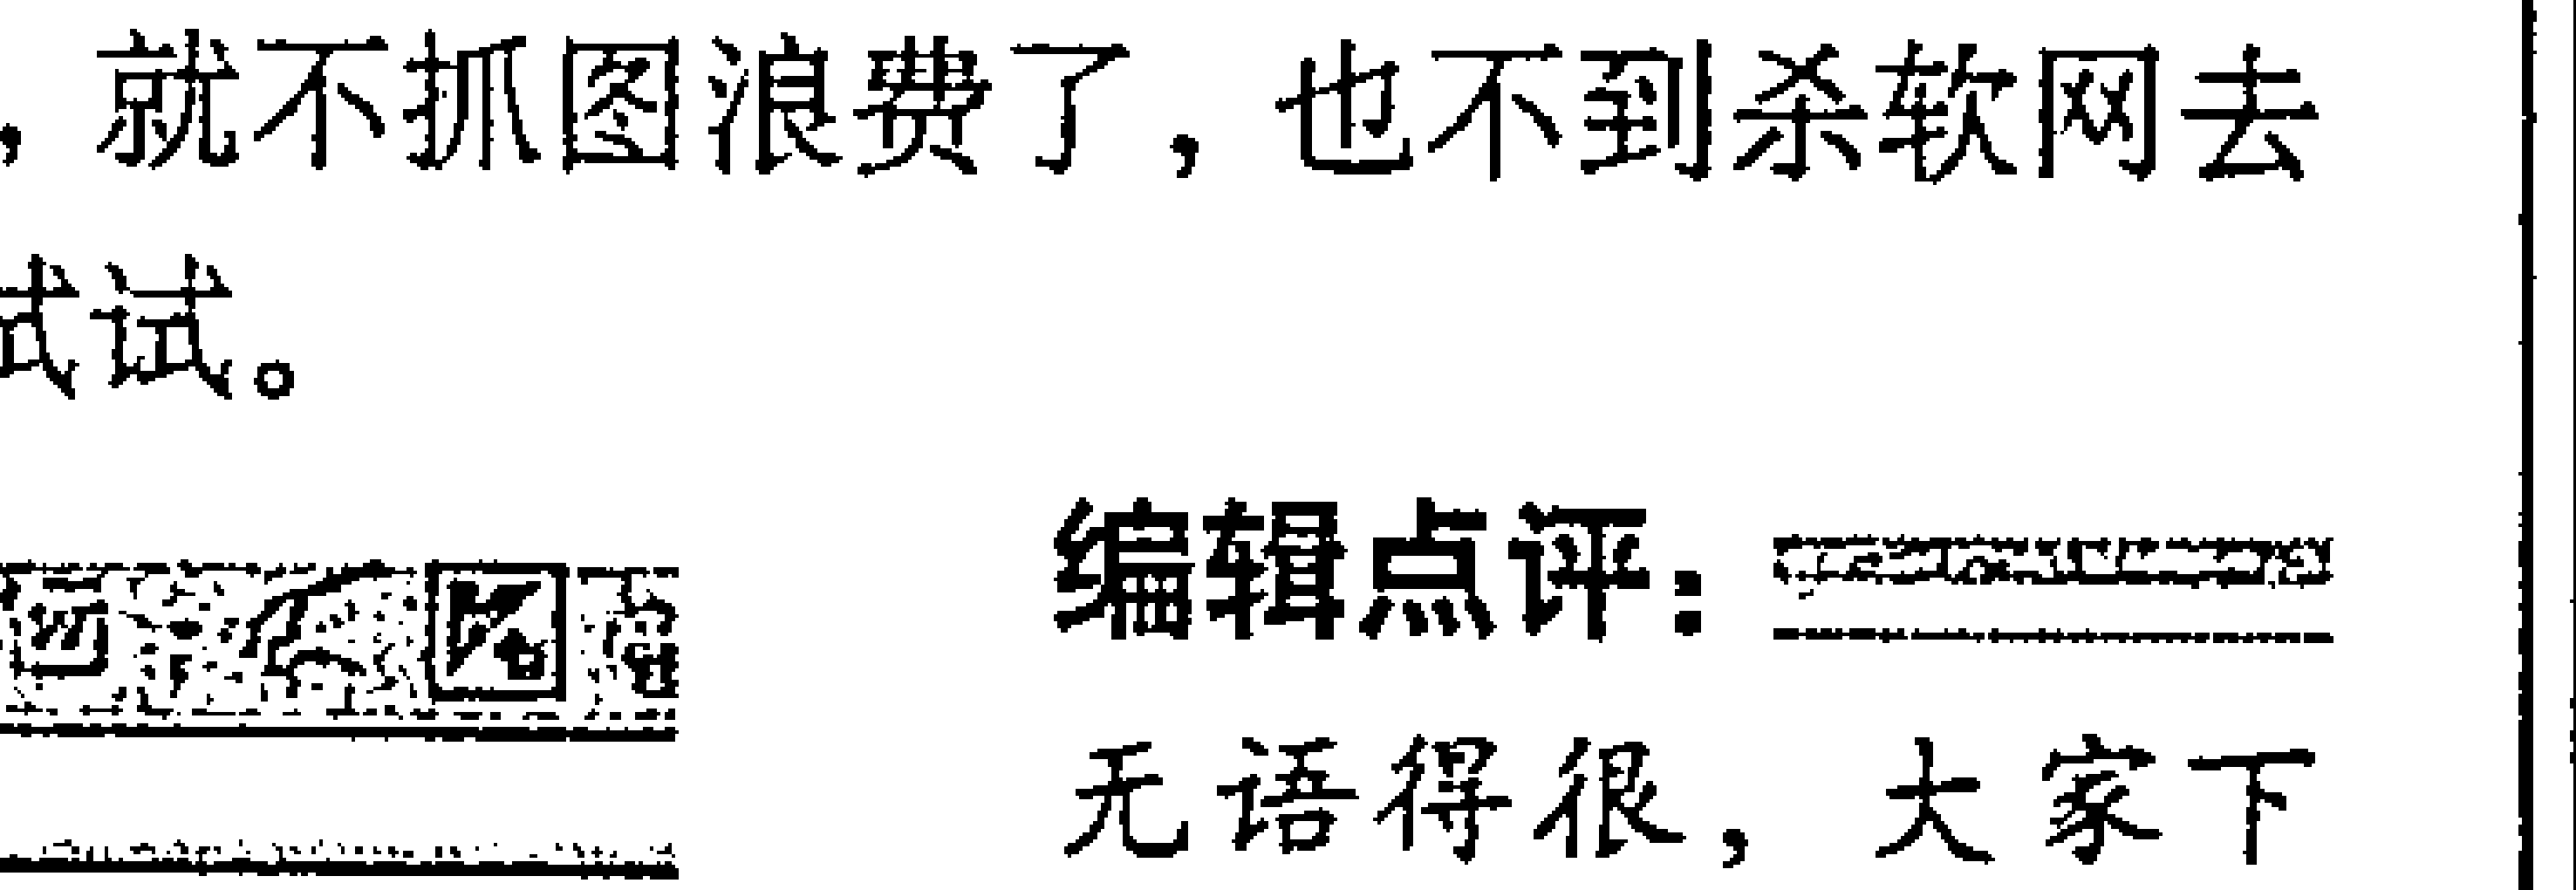 ，就不抓图浪费了，也不到杀软网去
试试。
编辑点评：
无语得很，大家下